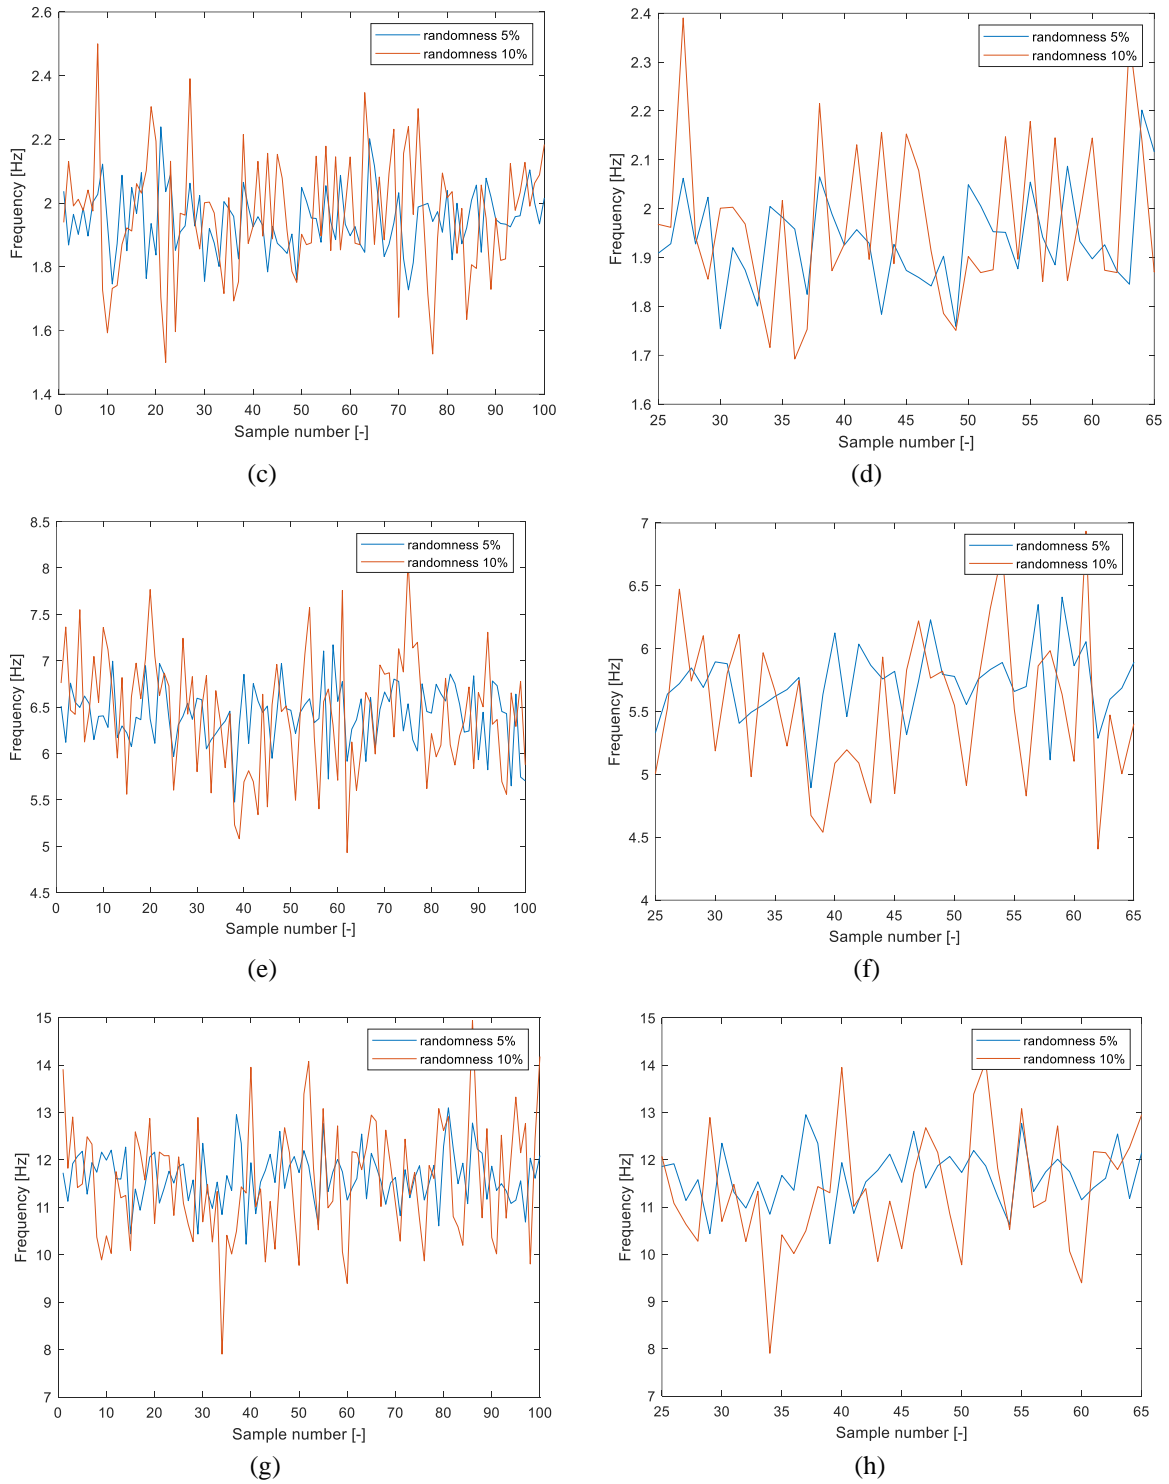 2.6
2.4
2.2
2
1.8
1.6
1.4
Frequency [Hz]
randomness 5%
randomness 10%
0 10 20 30 40 50 60 70 80 90 100
Sample number [-]
(c)
2.4
2.3
2.2
2.1
2
1.9
1.8
1.7
1.6
Frequency [Hz]
randomness 5%
randomness 10%
25 30 35 40 45 50 55 60 65
Sample number [-]
(d)
8.5
8
7.5
7
6.5
6
5.5
5
4.5
Frequency [Hz]
randomness 5%
randomness 10%
0 10 20 30 40 50 60 70 80 90 100
Sample number [-]
(e)
7
6.5
6
5.5
5
4.5
4
Frequency [Hz]
randomness 5%
randomness 10%
25 30 35 40 45 50 55 60 65
Sample number [-]
(f)
15
14
13
12
11
10
9
8
7
Frequency [Hz]
randomness 5%
randomness 10%
0 10 20 30 40 50 60 70 80 90 100
Sample number [-]
(g)
15
14
13
12
11
10
9
8
7
Frequency [Hz]
randomness 5%
randomness 10%
25 30 35 40 45 50 55 60 65
Sample number [-]
(h)